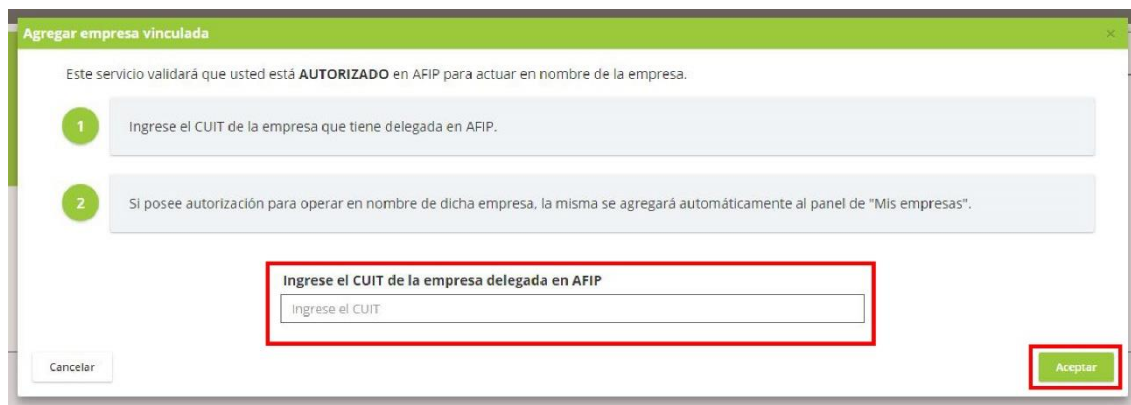 Agregar empresa vinculada
×
Este servicio validará que usted está AUTORIZADO en AFIP para actuar en nombre de la empresa.
1
Ingrese el CUIT de la empresa que tiene delegada en AFIP.
2
Si posee autorización para operar en nombre de dicha empresa, la misma se agregará automáticamente al panel de "Mis empresas".
Ingrese el CUIT de la empresa delegada en AFIP
Ingrese el CUIT
Cancelar
Aceptar